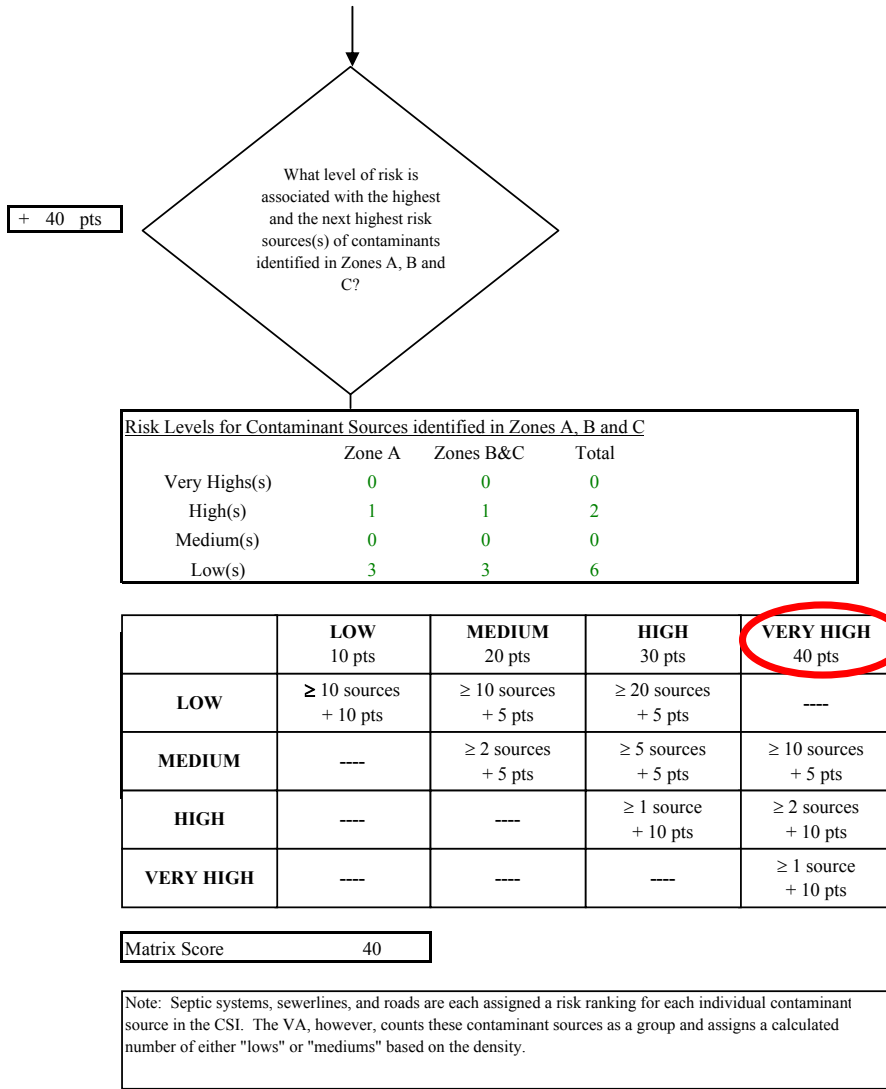 What level of risk is
associated with the highest
and the next highest risk
sources(s) of contaminants
identified in Zones A, B and
C?
+ 40 pts
Risk Levels for Contaminant Sources identified in Zones A, B and C
Zone A Zones B&C Total
Very Highs(s) 0 0 0
High(s) 1 1 2
Medium(s) 0 0 0
Low(s) 3 3 6
LOW MEDIUM HIGH VERY HIGH
10 pts 20 pts 30 pts 40 pts
LOW ≥ 10 sources ≥ 10 sources ≥ 20 sources ----
+ 10 pts + 5 pts + 5 pts
MEDIUM ---- ≥ 2 sources ≥ 5 sources ≥ 10 sources
+ 5 pts + 5 pts + 5 pts
HIGH ---- ---- ≥ 1 source ≥ 2 sources
+ 10 pts + 10 pts
VERY HIGH ---- ---- ---- ≥ 1 source
+ 10 pts
Matrix Score 40
Note: Septic systems, sewerlines, and roads are each assigned a risk ranking for each individual contaminant
source in the CSI. The VA, however, counts these contaminant sources as a group and assigns a calculated
number of either "lows" or "mediums" based on the density.